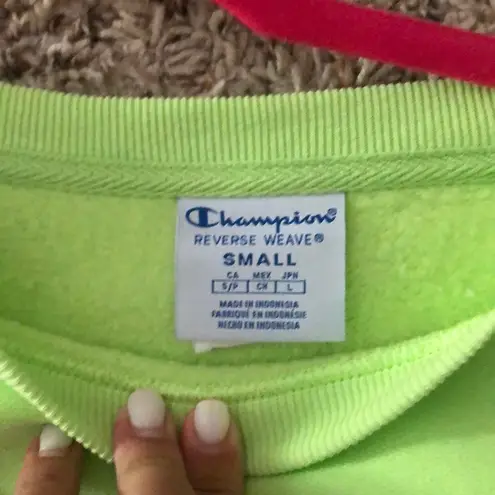 Champion®
REVERSE WEAVE®
SMALL
CA MEX JPN
S/P CH L
MADE IN INDONESIA
FABRIQUÉ EN INDONÉSIE
HECHO EN INDONESIA